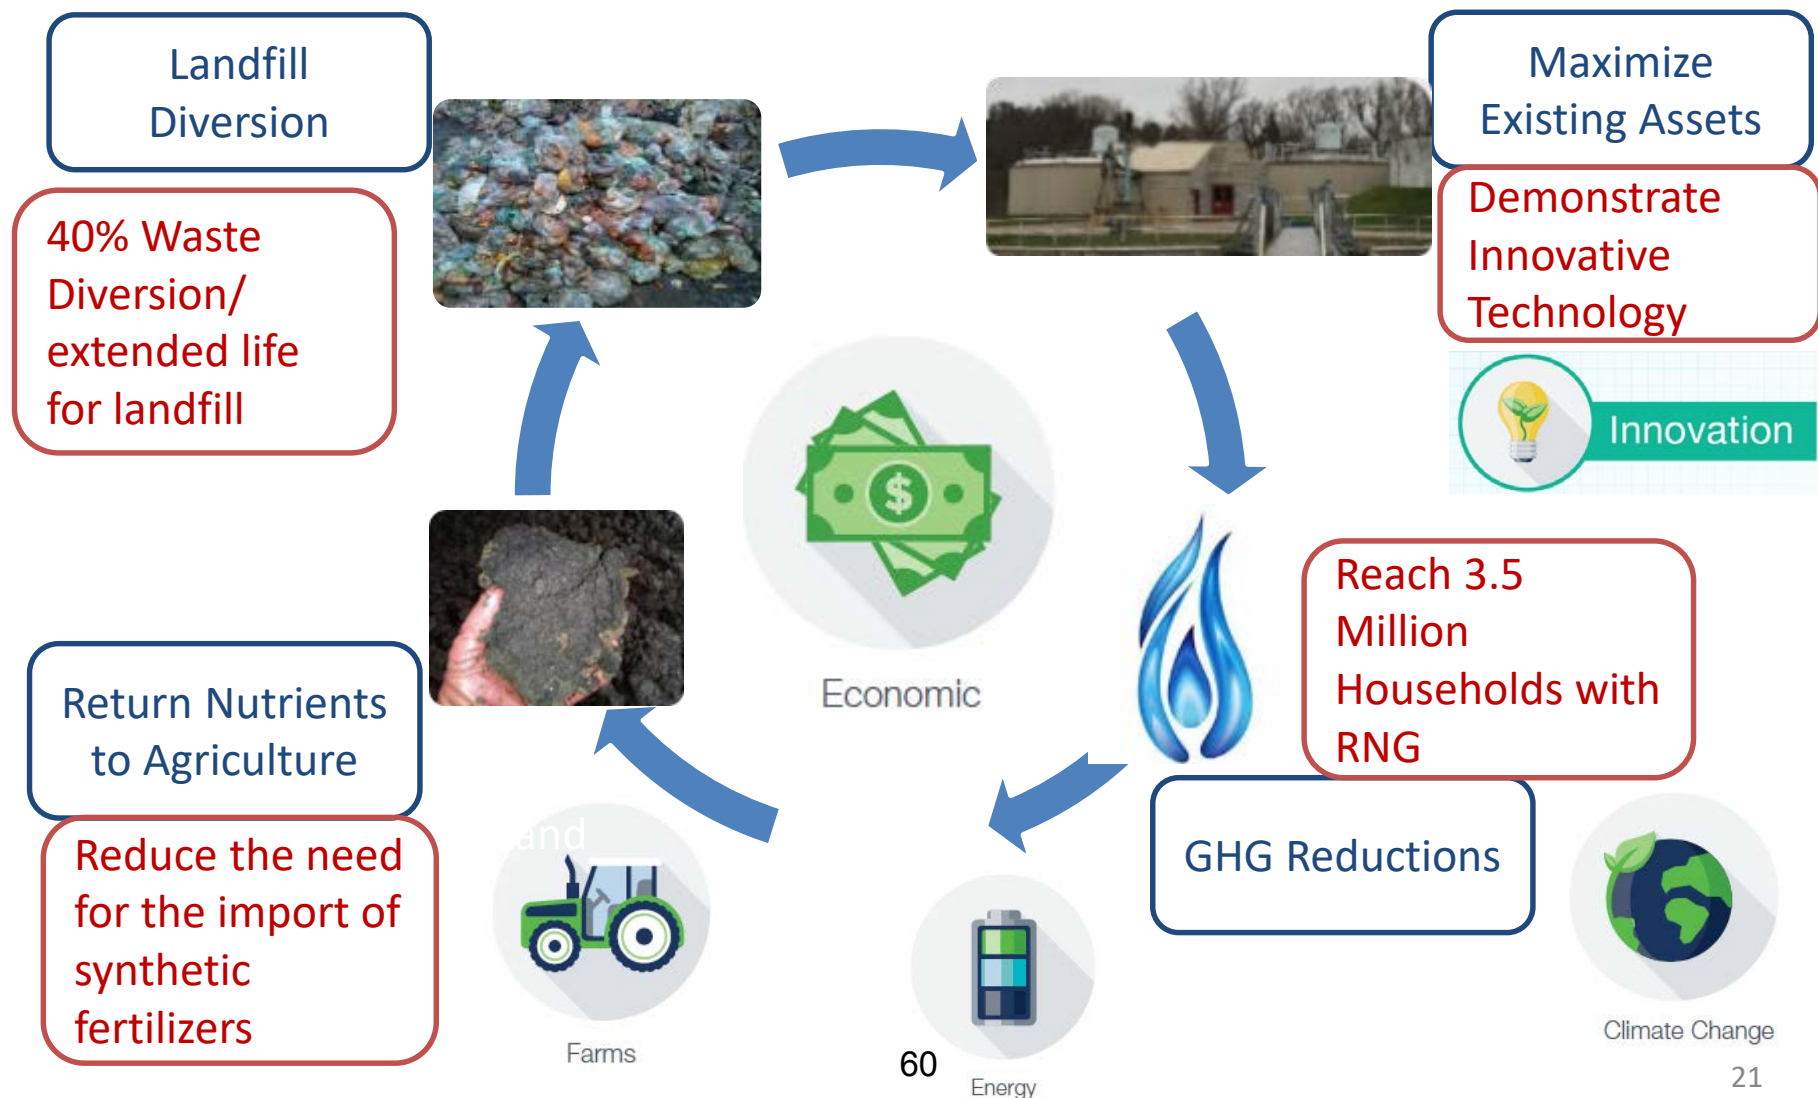 Landfill
Diversion
40% Waste
Diversion/
extended life
for landfill
Maximize
Existing Assets
Demonstrate
Innovative
Technology
Innovation
Economic
Reach 3.5
Million
Households with
RNG
GHG Reductions
Return Nutrients
to Agriculture
and
Reduce the need
for the import of
synthetic
fertilizers
Farms
60
Energy
Climate Change
21